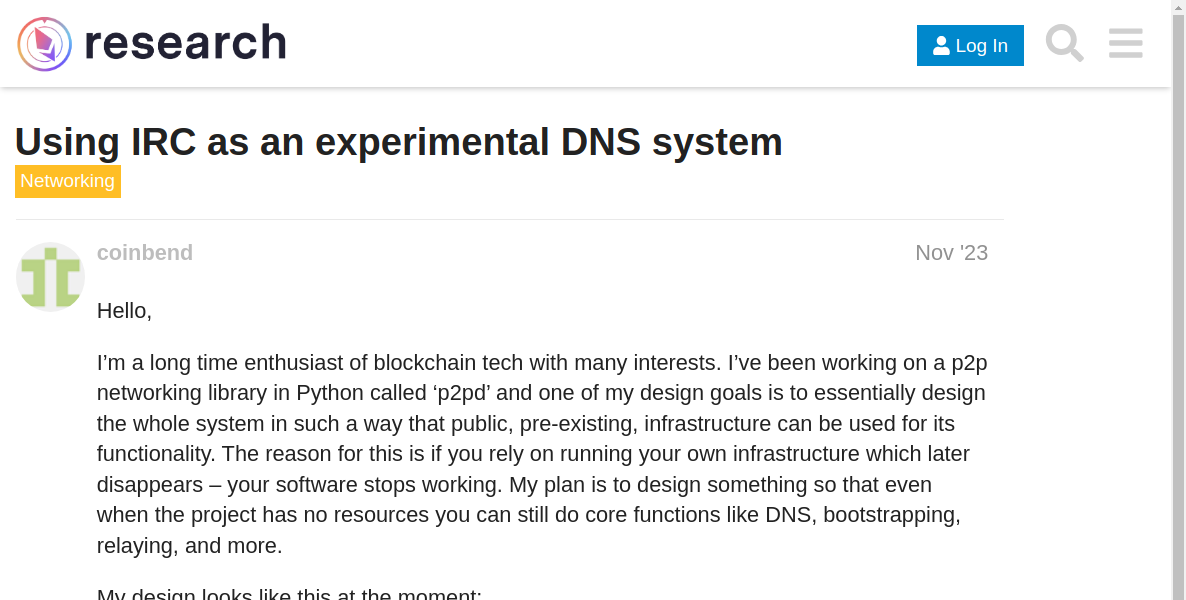 research
Log In
Using IRC as an experimental DNS system
Networking
coinbend
Nov '23
Hello,
I’m a long time enthusiast of blockchain tech with many interests. I’ve been working on a p2p
networking library in Python called ‘p2pd’ and one of my design goals is to essentially design
the whole system in such a way that public, pre-existing, infrastructure can be used for its
functionality. The reason for this is if you rely on running your own infrastructure which later
disappears – your software stops working. My plan is to design something so that even
when the project has no resources you can still do core functions like DNS, bootstrapping,
relaying, and more.
My design looks like this at the moment: